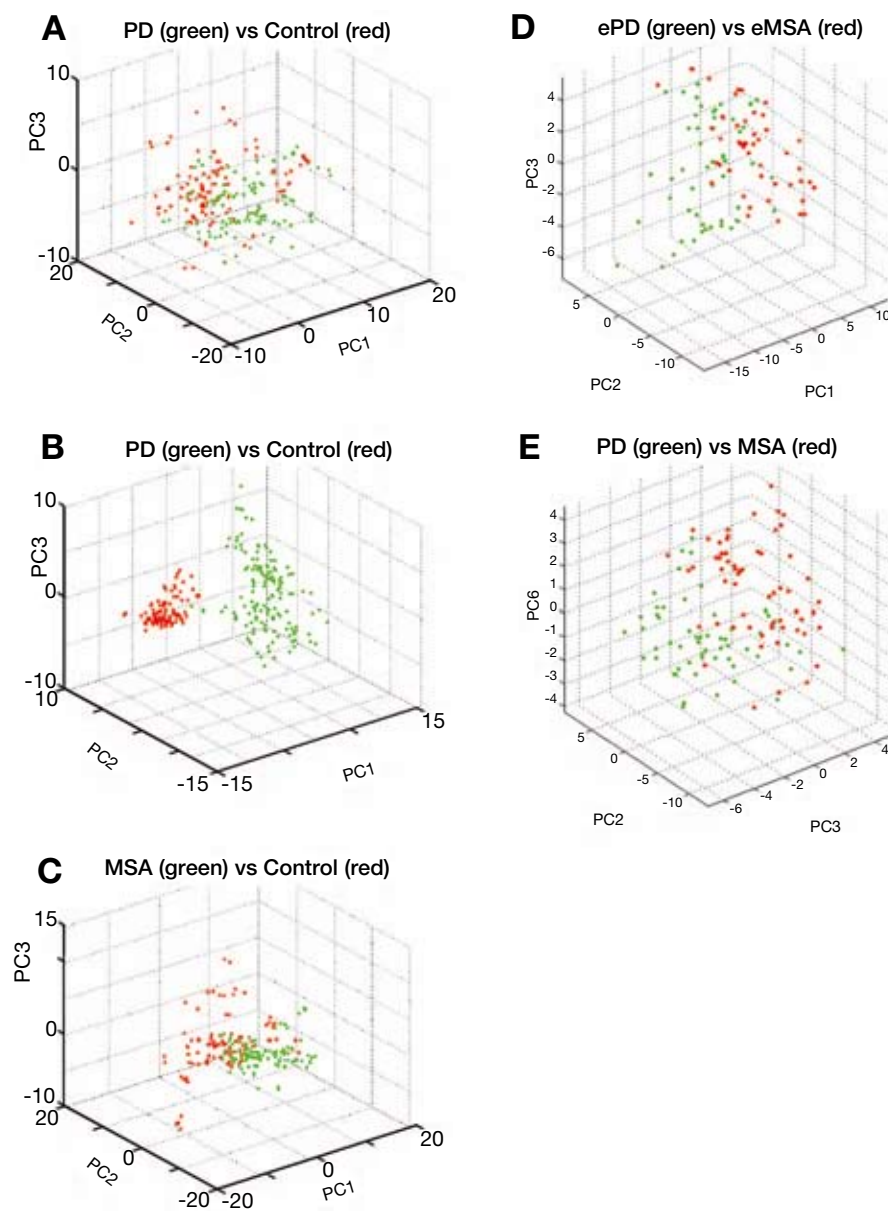 A
PD (green) vs Control (red)
10
0
-10
PC3
20
0
-20
PC2
-10
0
10
20
PC1
B
PD (green) vs Control (red)
10
0
-10
PC3
10
-15
PC2
-15
15
PC1
C
MSA (green) vs Control (red)
15
0
-10
PC3
20
0
-20
PC2
-20
0
20
PC1
D
ePD (green) vs eMSA (red)
4
2
0
-2
-4
-6
PC3
5
0
-5
-10
PC2
-15
-10
-5
0
5
10
PC1
E
PD (green) vs MSA (red)
4
3
2
1
0
-1
-2
-3
-4
PC6
5
0
-5
-10
PC2
-6
-4
-2
0
2
4
PC3